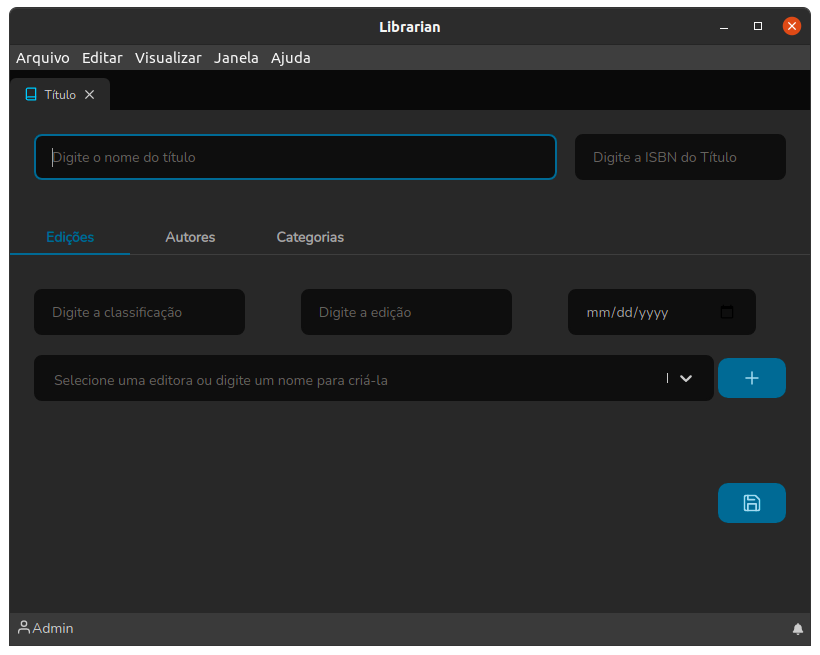 Librarian
Arquivo Editar Visualizar Janela Ajuda
Título
Digite o nome do título
Digite a ISBN do Título
Edições Autores Categorias
Digite a classificação
Digite a edição
mm/dd/yyyy
Selecione uma editora ou digite um nome para criá-la
Admin